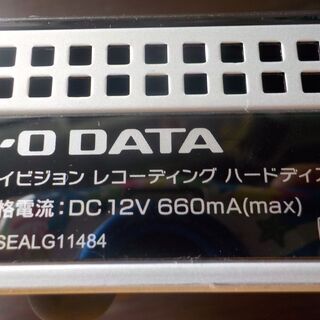 -O DATA
イビジョン レコーディング ハードディス
格電流：DC 12V 660mA(max)
SEALG11484